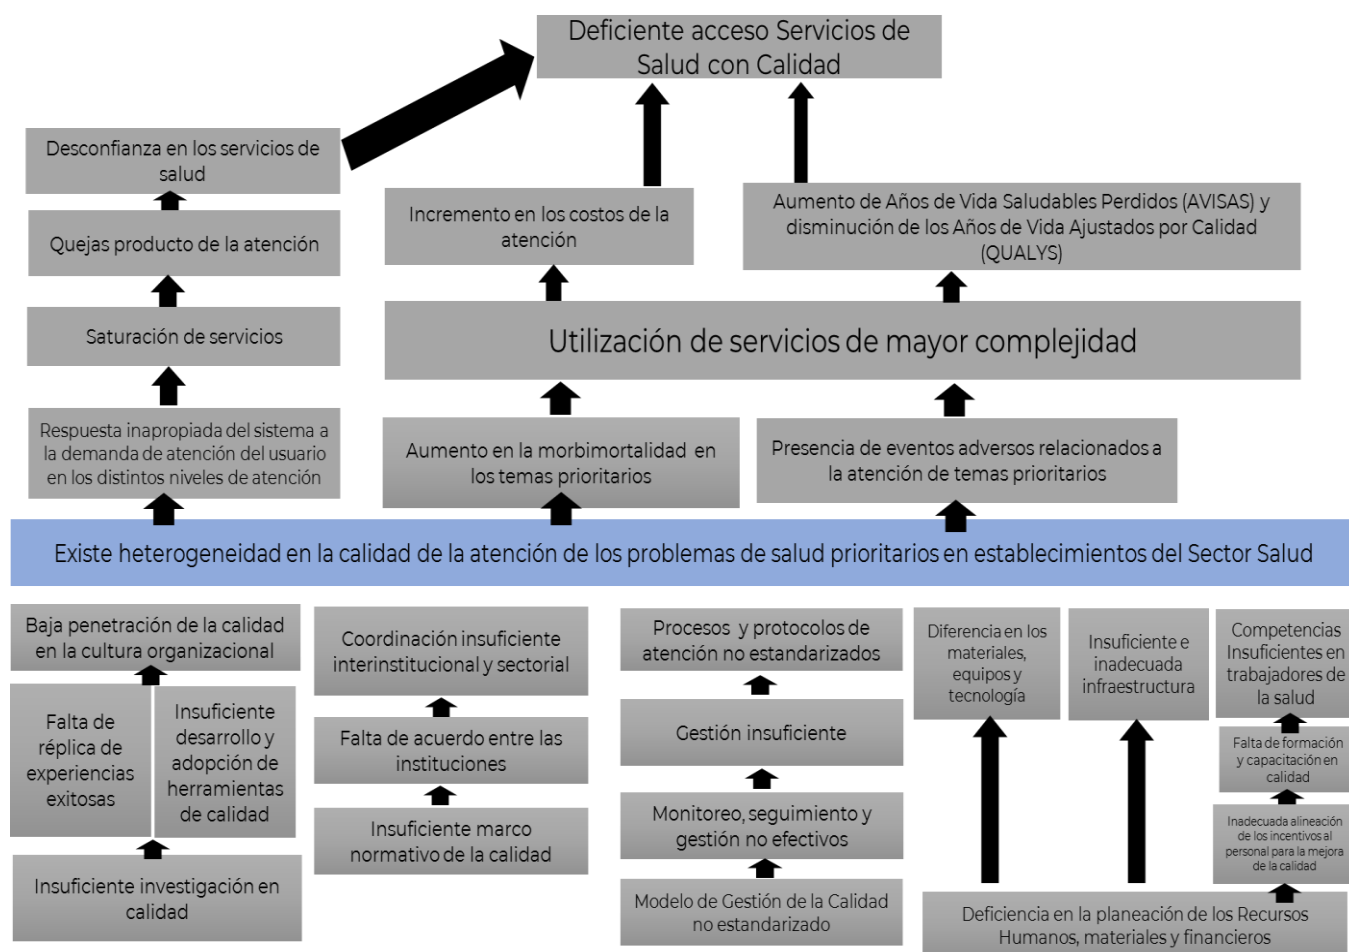 Deficiente acceso Servicios de
Salud con Calidad
Desconfianza en los servicios de
salud
Quejas producto de la atención
Saturación de servicios
Respuesta inapropiada del sistema a
la demanda de atención del usuario
en los distintos niveles de atención
Incremento en los costos de la
atención
Aumento de Años de Vida Saludables Perdidos (AVISAS) y
disminución de los Años de Vida Ajustados por Calidad
(QUALYS)
Utilización de servicios de mayor complejidad
Aumento en la morbimortalidad en
los temas prioritarios
Presencia de eventos adversos relacionados a
la atención de temas prioritarios
Existe heterogeneidad en la calidad de la atención de los problemas de salud prioritarios en establecimientos del Sector Salud
Baja penetración de la calidad
en la cultura organizacional
Falta de
réplica de
experiencias
exitosas
Insuficiente
desarrollo y
adopción de
herramientas
de calidad
Insuficiente investigación en
calidad
Coordinación insuficiente
interinstitucional y sectorial
Falta de acuerdo entre las
instituciones
Insuficiente marco
normativo de la calidad
Procesos y protocolos de
atención no estandarizados
Gestión insuficiente
Monitoreo, seguimiento y
gestión no efectivos
Modelo de Gestión de la Calidad
no estandarizado
Diferencia en los
materiales,
equipos y
tecnología
Insuficiente e
inadecuada
infraestructura
Competencias
Insuficientes en
trabajadores de
la salud
Falta de formación
y capacitación en
calidad
Inadecuada alineación
de los incentivos al
personal para la mejora
de la calidad
Deficiencia en la planeación de los Recursos
Humanos, materiales y financieros